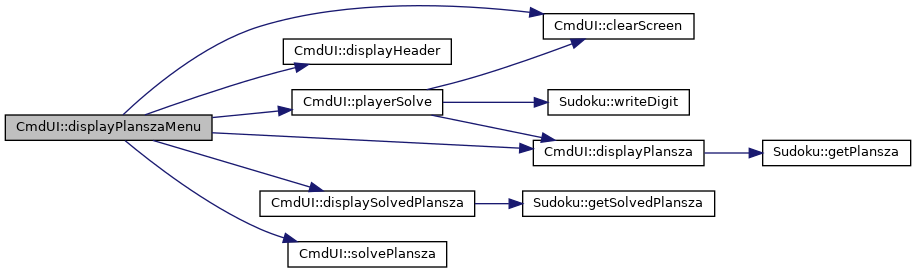 CmdUI::displayPlanszaMenu
CmdUI::clearScreen
CmdUI::displayHeader
CmdUI::playerSolve
Sudoku::writeDigit
CmdUI::displayPlansza
Sudoku::getPlansza
CmdUI::displaySolvedPlansza
Sudoku::getSolvedPlansza
CmdUI::solvePlansza